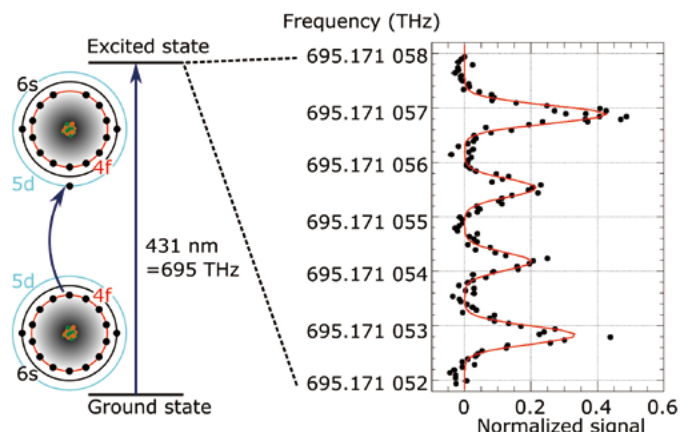 Frequency (THz)
Excited state
695.171 058
6s
4f
5d
695.171 057
695.171 056
695.171 055
431 nm
=695 THz
695.171 054
5d
4f
6s
695.171 053
695.171 052
Ground state
0 0.2 0.4 0.6
Normalized signal